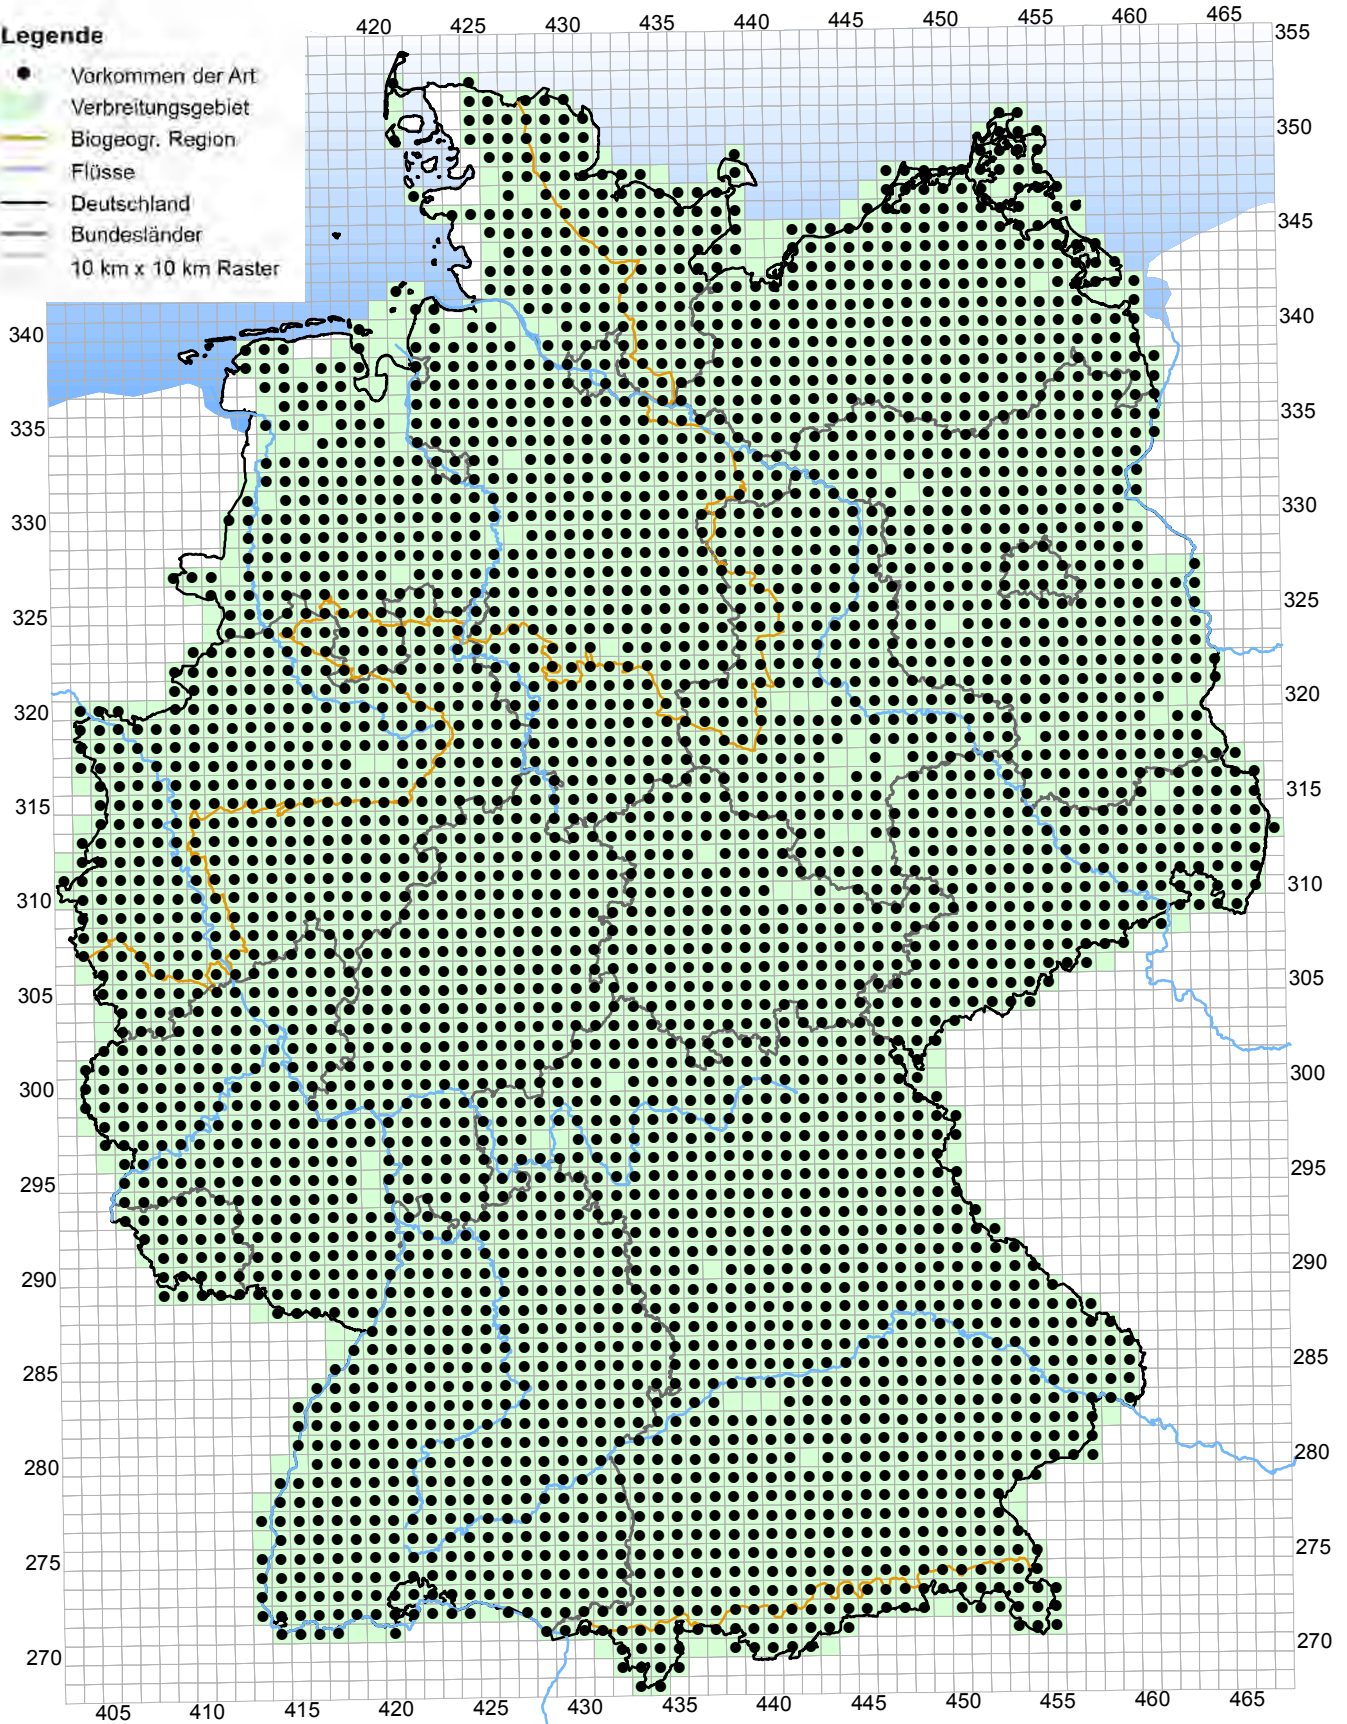 Legende
Vorkommen der Art
Verbreitungsgebiet
Biogeogr. Region
Flüsse
Deutschland
Bundesländer
10 km x 10 km Raster
420 425 430 435 440 445 450 455 460 465
355
350
345
340 340
335 335
330 330
325 325
320 320
315 315
310 310
305 305
300 300
295 295
290 290
285 285
280 280
275 275
270 270
405 410 415 420 425 430 435 440 445 450 455 460 465